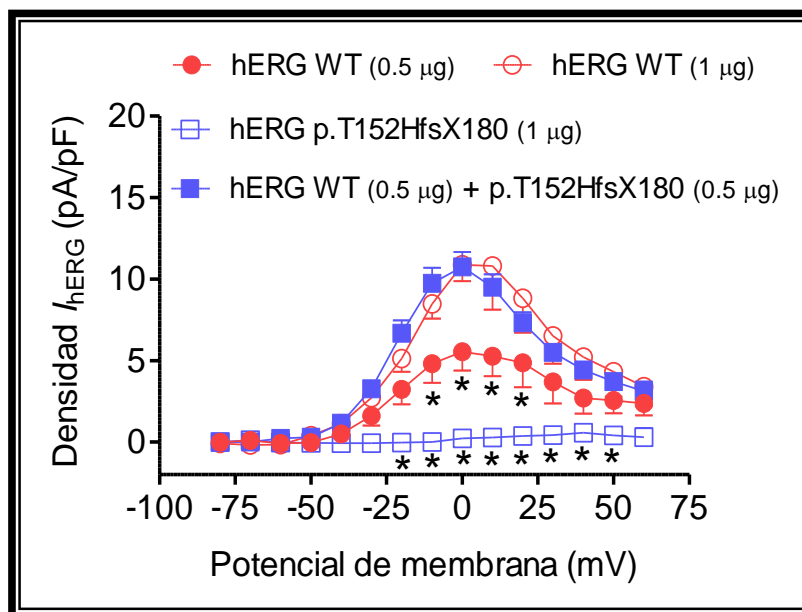 hERG WT (0.5 µg) hERG WT (1 µg)
hERG p.T152HfsX180 (1 µg)
hERG WT (0.5 µg) + p.T152HfsX180 (0.5 µg)
Densidad IhERG (pA/pF)
20
15
10
5
0
* * * *
* * * * * * * *
-100 -75 -50 -25 0 25 50 75
Potencial de membrana (mV)